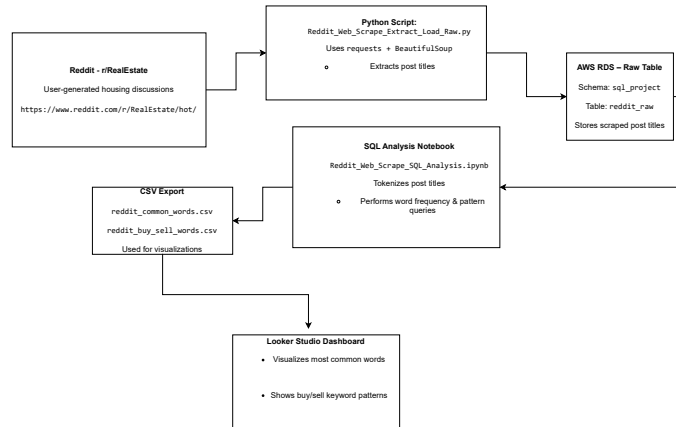 Reddit - r/RealEstate
User-generated housing discussions
https://www.reddit.com/r/RealEstate/hot/
Python Script:
Reddit_Web_Scrape_Extract_Load_Raw.py
Uses requests + BeautifulSoup
Extracts post titles
AWS RDS – Raw Table
Schema: sql_project
Table: reddit_raw
Stores scraped post titles
SQL Analysis Notebook
Reddit_Web_Scrape_SQL_Analysis.ipynb
Tokenizes post titles
Performs word frequency & pattern
queries
CSV Export
reddit_common_words.csv
reddit_buy_sell_words.csv
Used for visualizations
Looker Studio Dashboard
Visualizes most common words
Shows buy/sell keyword patterns